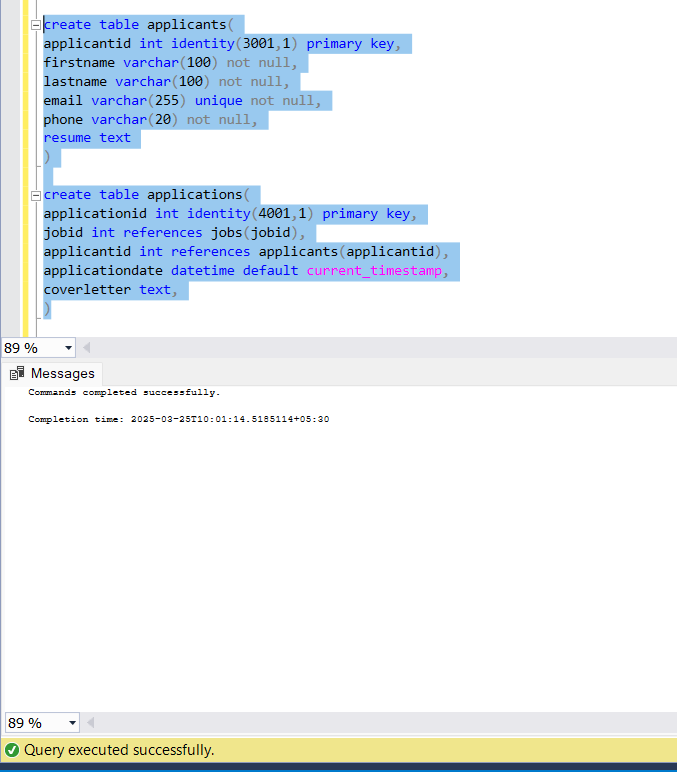 create table applicants(
applicantid int identity(3001,1) primary key,
firstname varchar(100) not null,
lastname varchar(100) not null,
email varchar(255) unique not null,
phone varchar(20) not null,
resume text
)
create table applications(
applicationid int identity(4001,1) primary key,
jobid int references jobs(jobid),
applicantid int references applicants(applicantid),
applicationdate datetime default current_timestamp,
coverletter text,
)
89 %
Messages
Commands completed successfully.
Completion time: 2025-03-25T10:01:14.5185114+05:30
89 %
Query executed successfully.